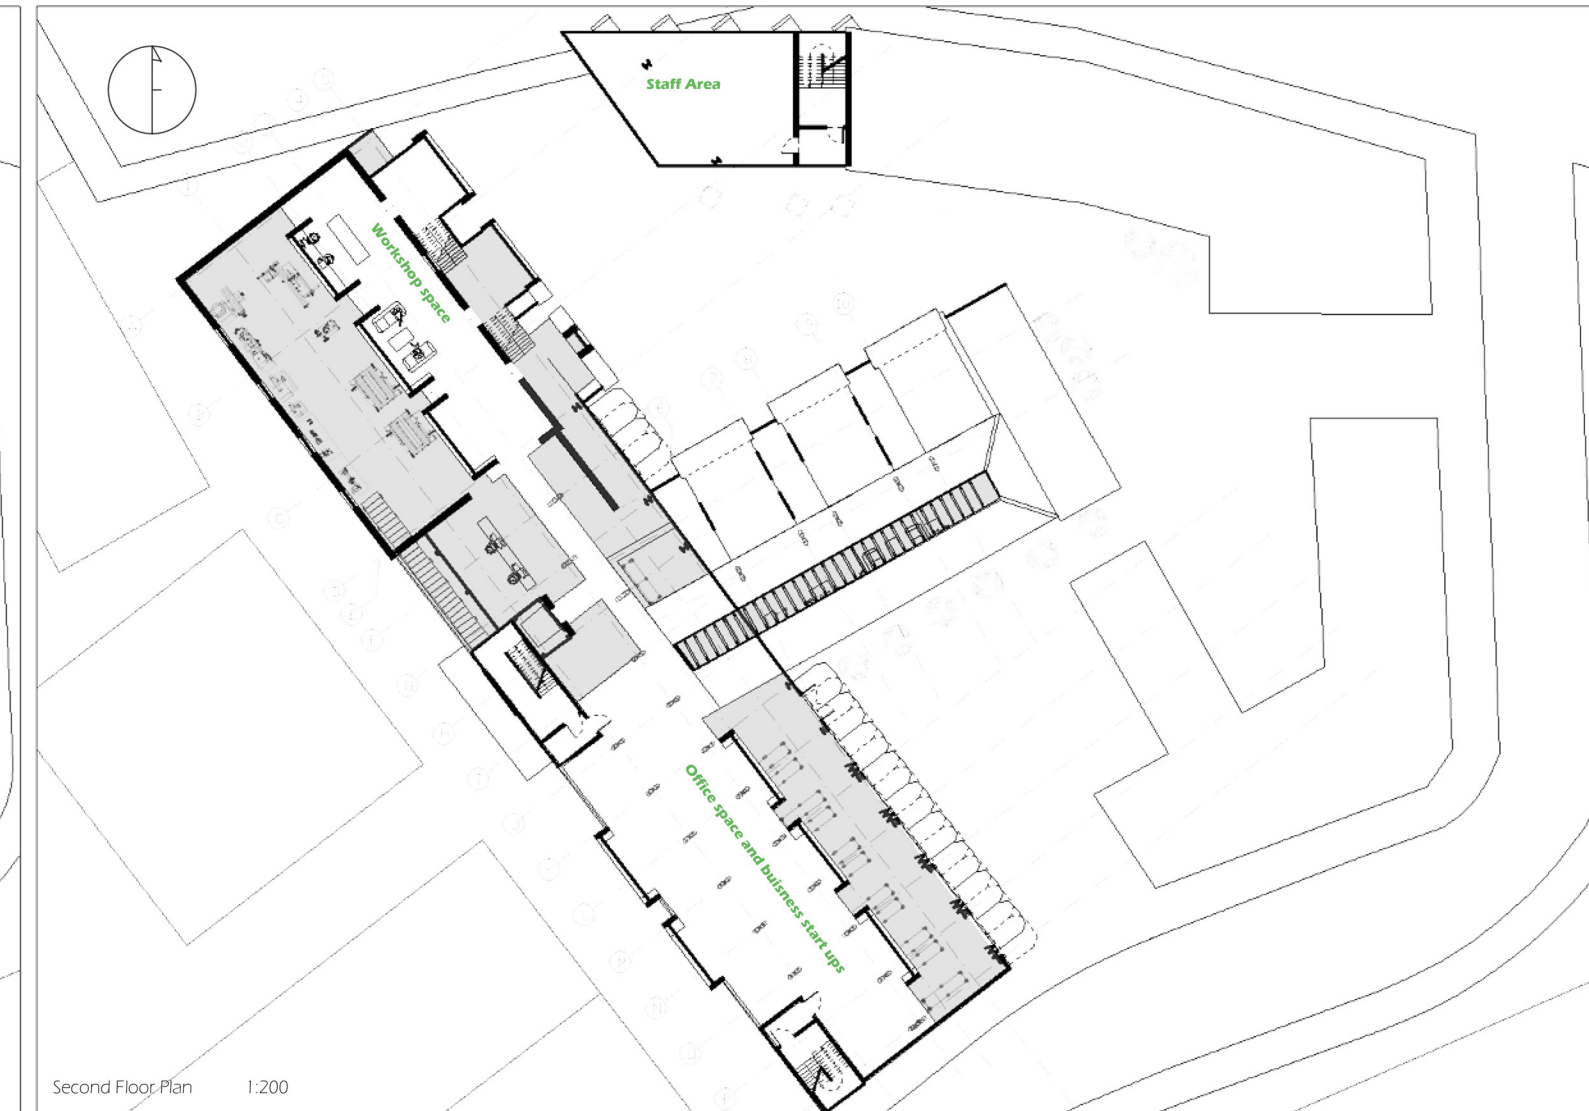 Staff Area
Workshop space
Office space and buisness start ups
Second Floor Plan 1:200